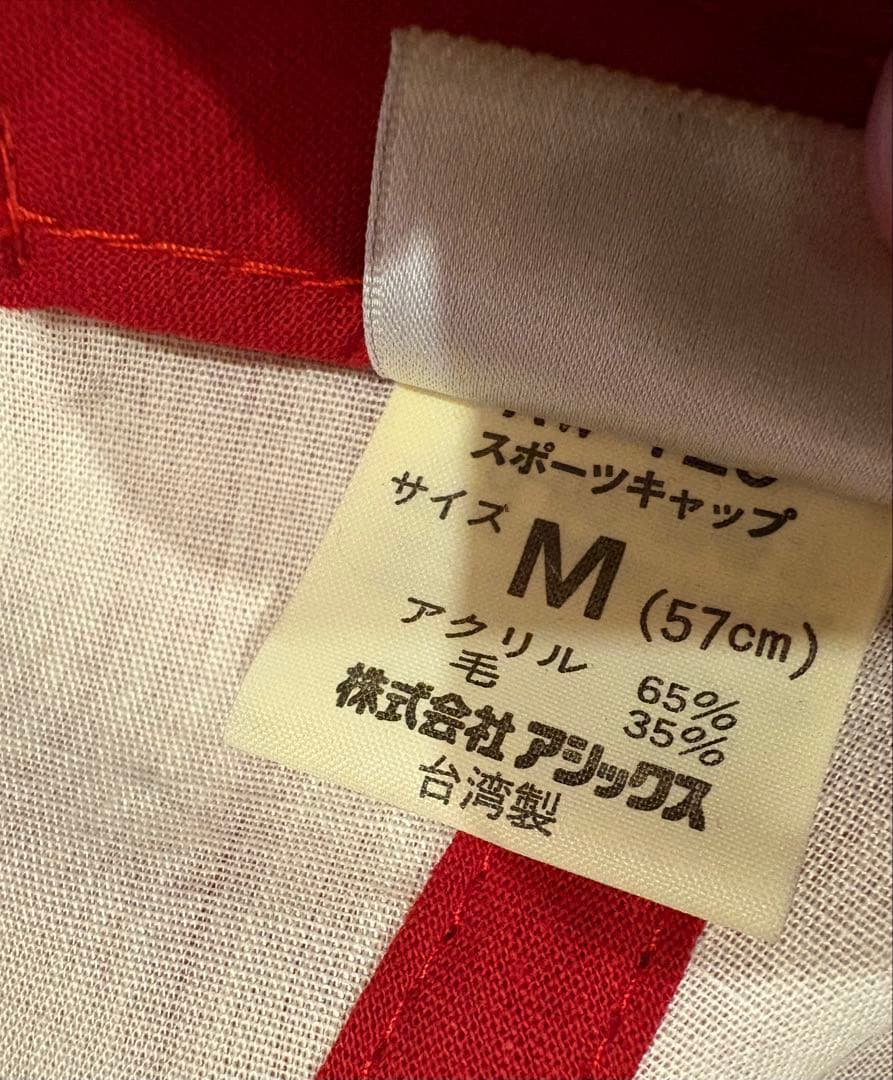 スポーツキャップ
サイズ M (57cm)
アクリル 65%
毛 35%
株式会社アシックス
台湾製